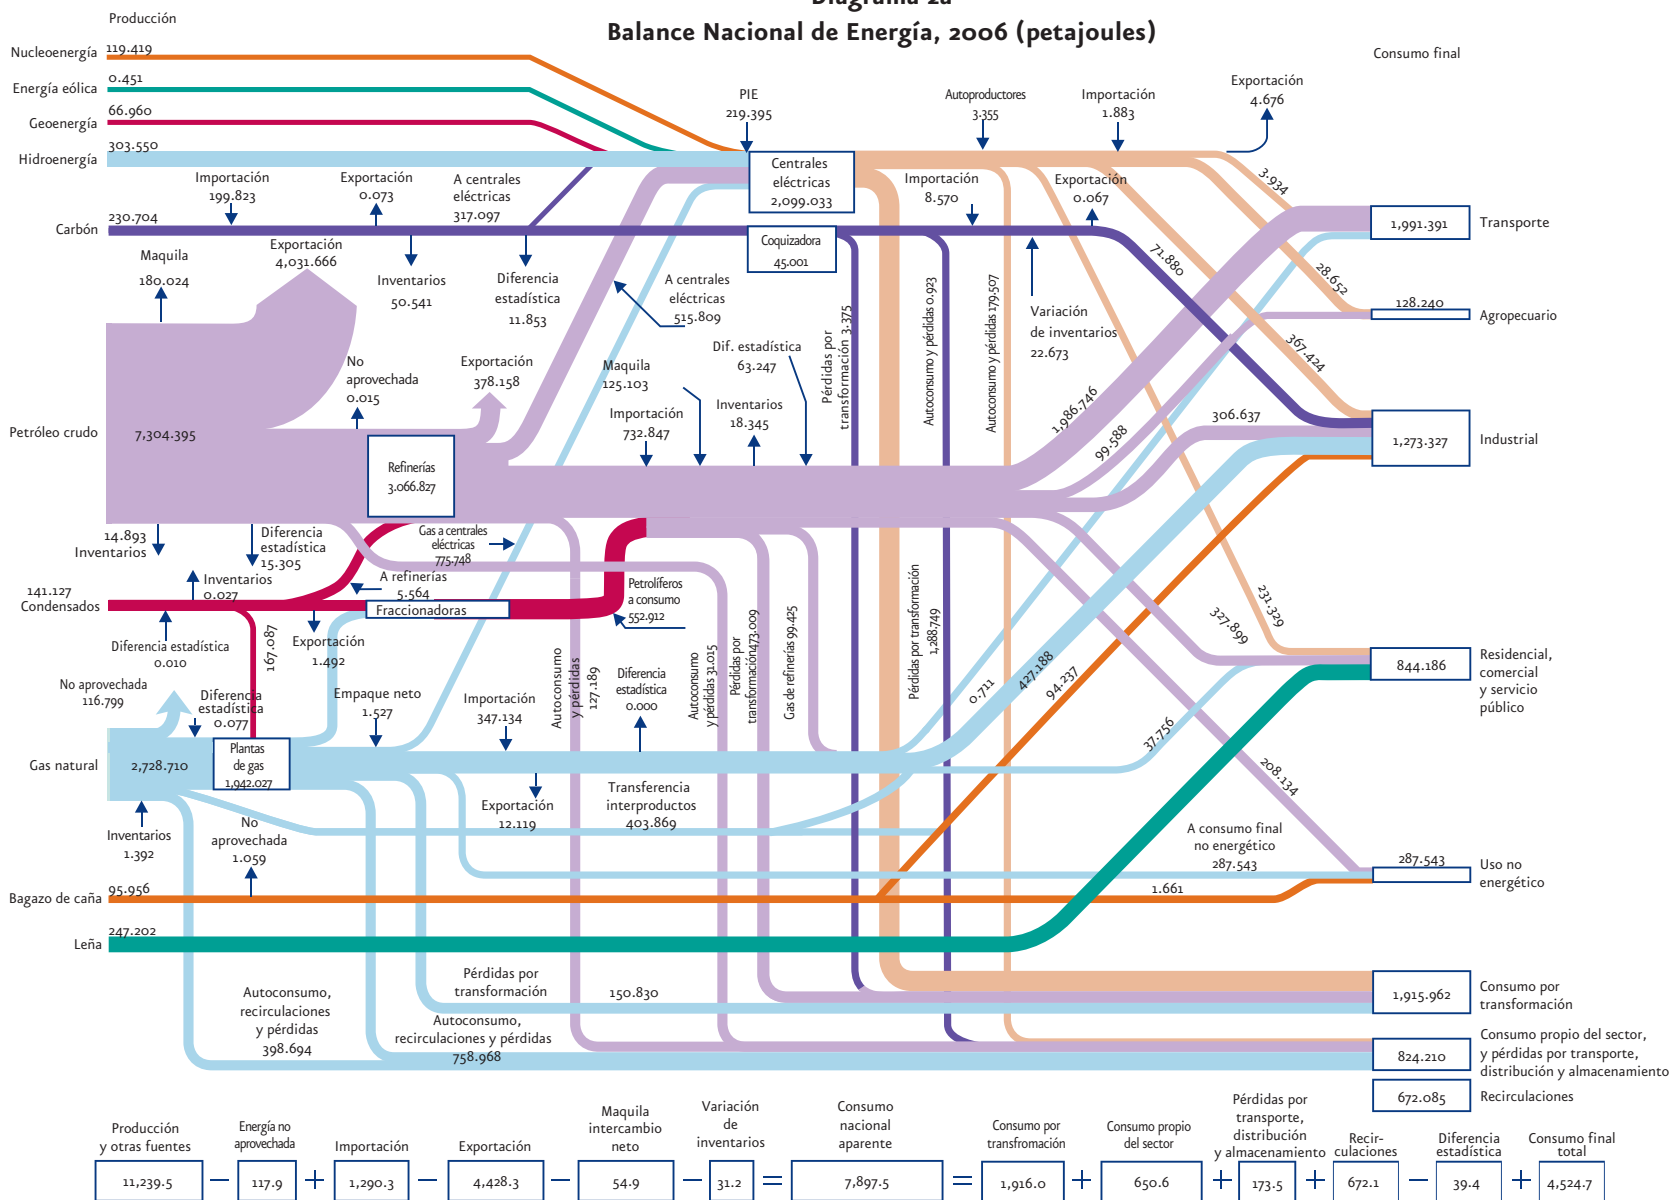 Diagrama 2a
Balance Nacional de Energía, 2006 (petajoules)
Producción
Consumo final
Nucleoenergía
119.419
Energía eólica
0.451
Geoenergía
66.960
Hidroenergía
303.550
PIE
219.395
Autoproductores
3.355
Importación
1.883
Exportación
4.676
Centrales
eléctricas
2,099.033
3.934
Importación
199.823
Exportación
0.073
A centrales
eléctricas
317.097
Importación
8.570
Exportación
0.067
Carbón
230.704
Coquizadora
45.001
1,991.391
Transporte
Maquila
180.024
Exportación
4,031.666
Inventarios
50.541
Diferencia
estadística
11.853
A centrales
eléctricas
515.809
Pérdidas por
transformación 3.375
Autoconsumo y pérdidas 0.923
Autoconsumo y pérdidas 179.507
Variación
de inventarios
22.673
71.880
28.652
367.424
128.240
Agropecuario
No
aprovechada
0.015
Exportación
378.158
Maquila
125.103
Dif. estadística
63.247
Importación
732.847
Inventarios
18.345
1,986.746
99.588
306.637
Petróleo crudo
7,304.395
Refinerías
3.066.827
1,273.327
Industrial
14.893
Inventarios
Diferencia
estadística
15.305
Gas a centrales
eléctricas
775.748
Inventarios
0.027
A refinerías
5.564
141.127
Condensados
Fraccionadoras
Petrolíferos
a consumo
552.912
Diferencia estadística
0.010
167.087
Exportación
1.492
Autoconsumo
y pérdidas
127.189
Autoconsumo
y pérdidas 31.015
Pérdidas por
transformación473.009
Gas de refinerías 99.425
Pérdidas por transformación
1,288.749
231.329
327.899
844.186
Residencial,
comercial
y servicio
público
No aprovechada
116.799
Diferencia
estadística
0.077
Empaque neto
1.527
Importación
347.134
Diferencia
estadística
0.000
0.711
427.188
94.237
37.756
208.134
Gas natural
2,728.710
Plantas
de gas
1,942.027
Exportación
12.119
Transferencia
interproductos
403.869
Inventarios
1.392
No
aprovechada
1.059
A consumo final
no energético
287.543
287.543
Uso no
energético
Bagazo de caña
95.956
1.661
Leña
247.202
Pérdidas por
transformación
150.830
1,915.962
Consumo por
transformación
Autoconsumo,
recirculaciones
y pérdidas
398.694
Autoconsumo,
recirculaciones y pérdidas
758.968
824.210
Consumo propio del sector,
y pérdidas por transporte,
distribución y almacenamiento
672.085
Recirculaciones
Producción
y otras fuentes
11,239.5
—
Energía no
aprovechada
117.9
+
Importación
1,290.3
—
Exportación
4,428.3
—
Maquila
intercambio
neto
54.9
—
Variación
de
inventarios
31.2
=
Consumo
nacional
aparente
7,897.5
=
Consumo por
transfromación
1,916.0
+
Consumo propio
del sector
650.6
+
Pérdidas por
transporte,
distribución
y almacenamiento
173.5
+
Recir-
culaciones
672.1
—
Diferencia
estadística
39.4
+
Consumo final
total
4,524.7